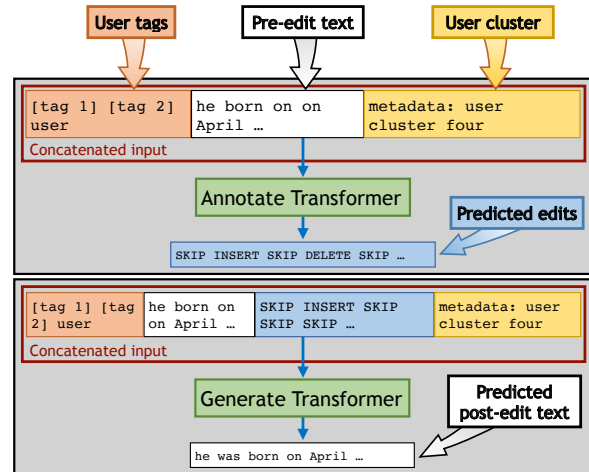 User tags
Pre-edit text
User cluster
[tag 1] [tag 2]
user
he born on on
April …
metadata: user
cluster four
Concatenated input
Annotate Transformer
Predicted edits
SKIP INSERT SKIP DELETE SKIP …
[tag 1] [tag
2] user
he born on
on April …
SKIP INSERT SKIP
SKIP SKIP …
metadata: user
cluster four
Concatenated input
Generate Transformer
Predicted
post-edit text
he was born on April …